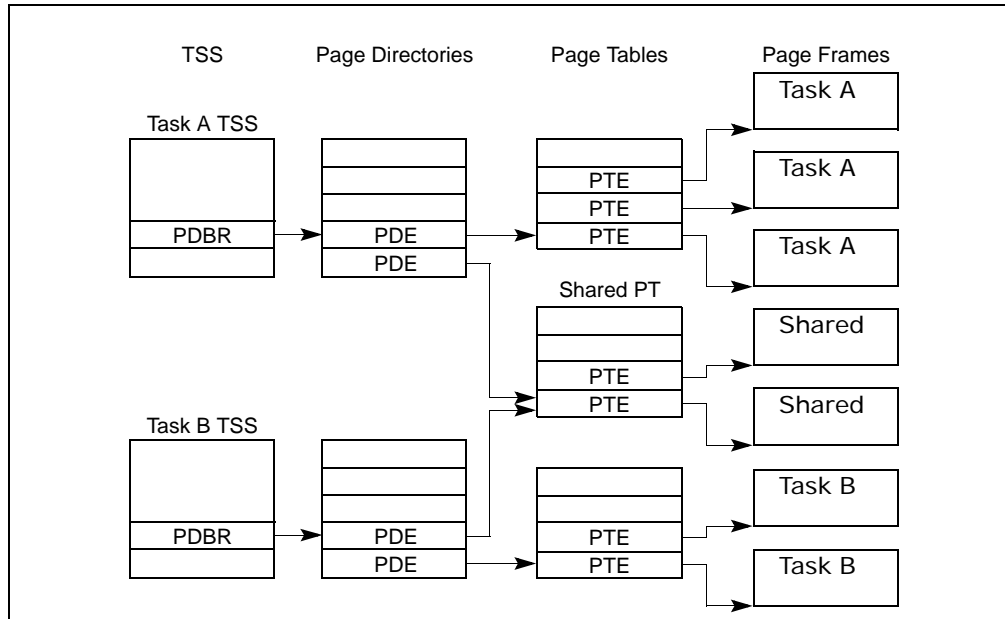 TSS Page Directories Page Tables Page Frames
Task A
Task A TSS
PTE
Task A
PTE
PDBR PDE PTE
Task A
PDE
Shared PT
Shared
PTE
PTE
Shared
Task B TSS
Task B
PDBR PDE PTE
PDE PTE
Task B